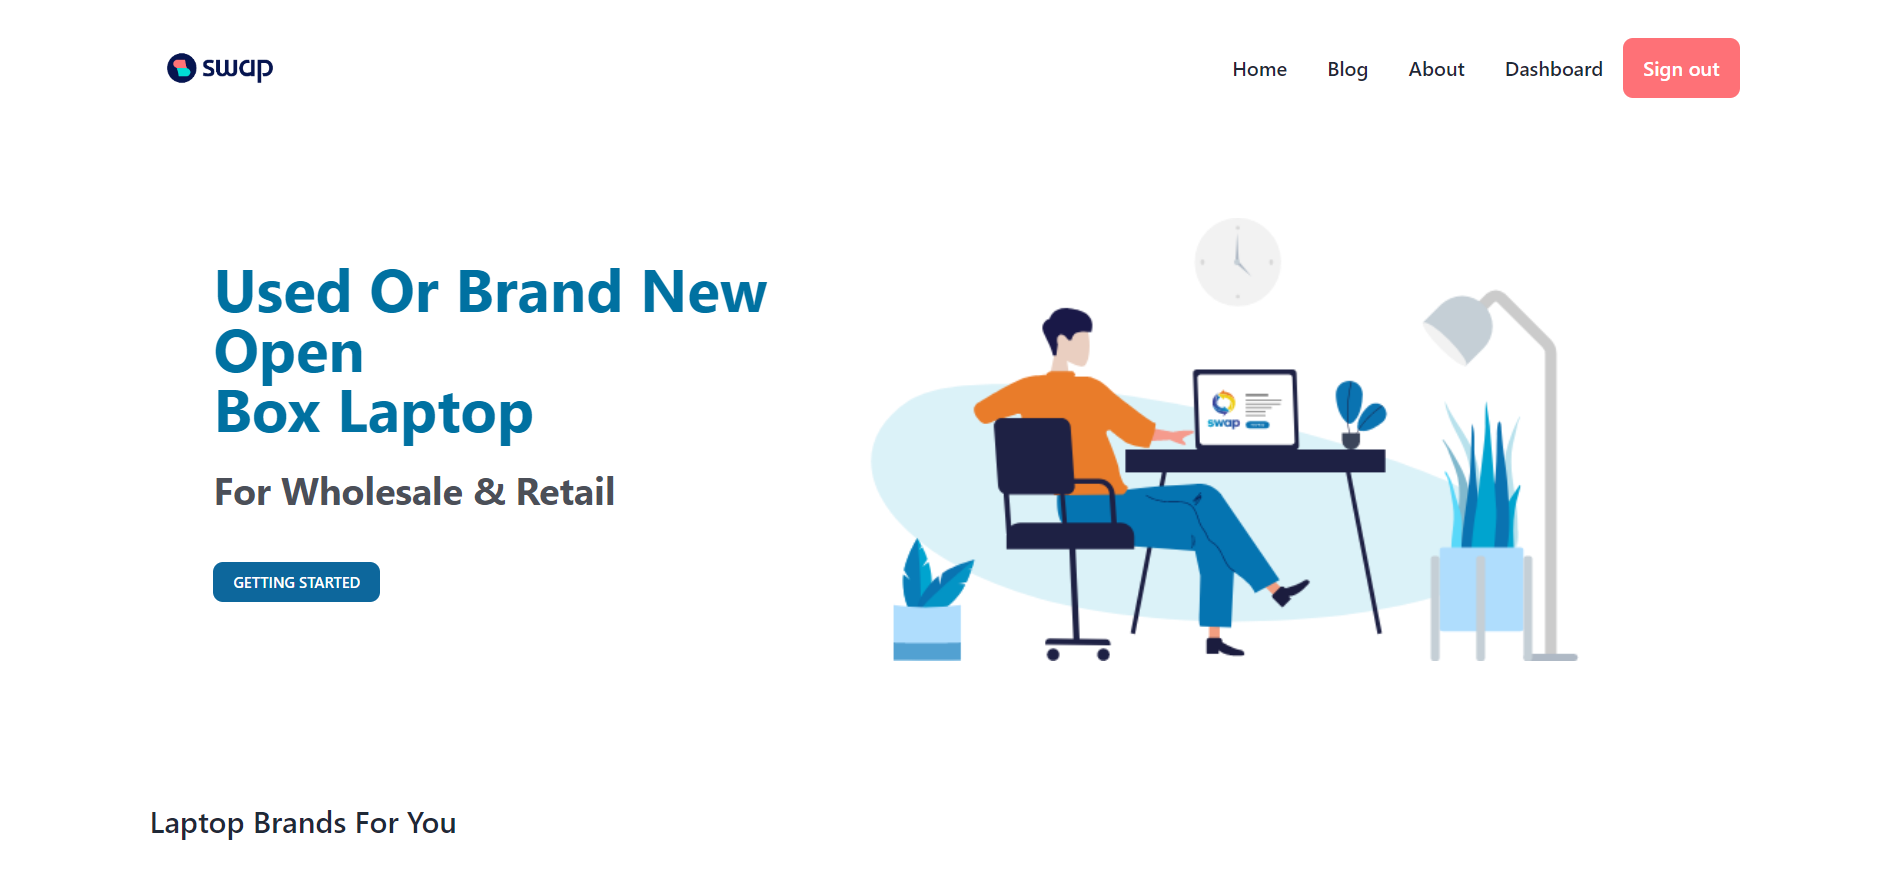 swap
Home
Blog
About
Dashboard
Sign out
Used Or Brand New
Open
Box Laptop
For Wholesale & Retail
GETTING STARTED
swap
Laptop Brands For You